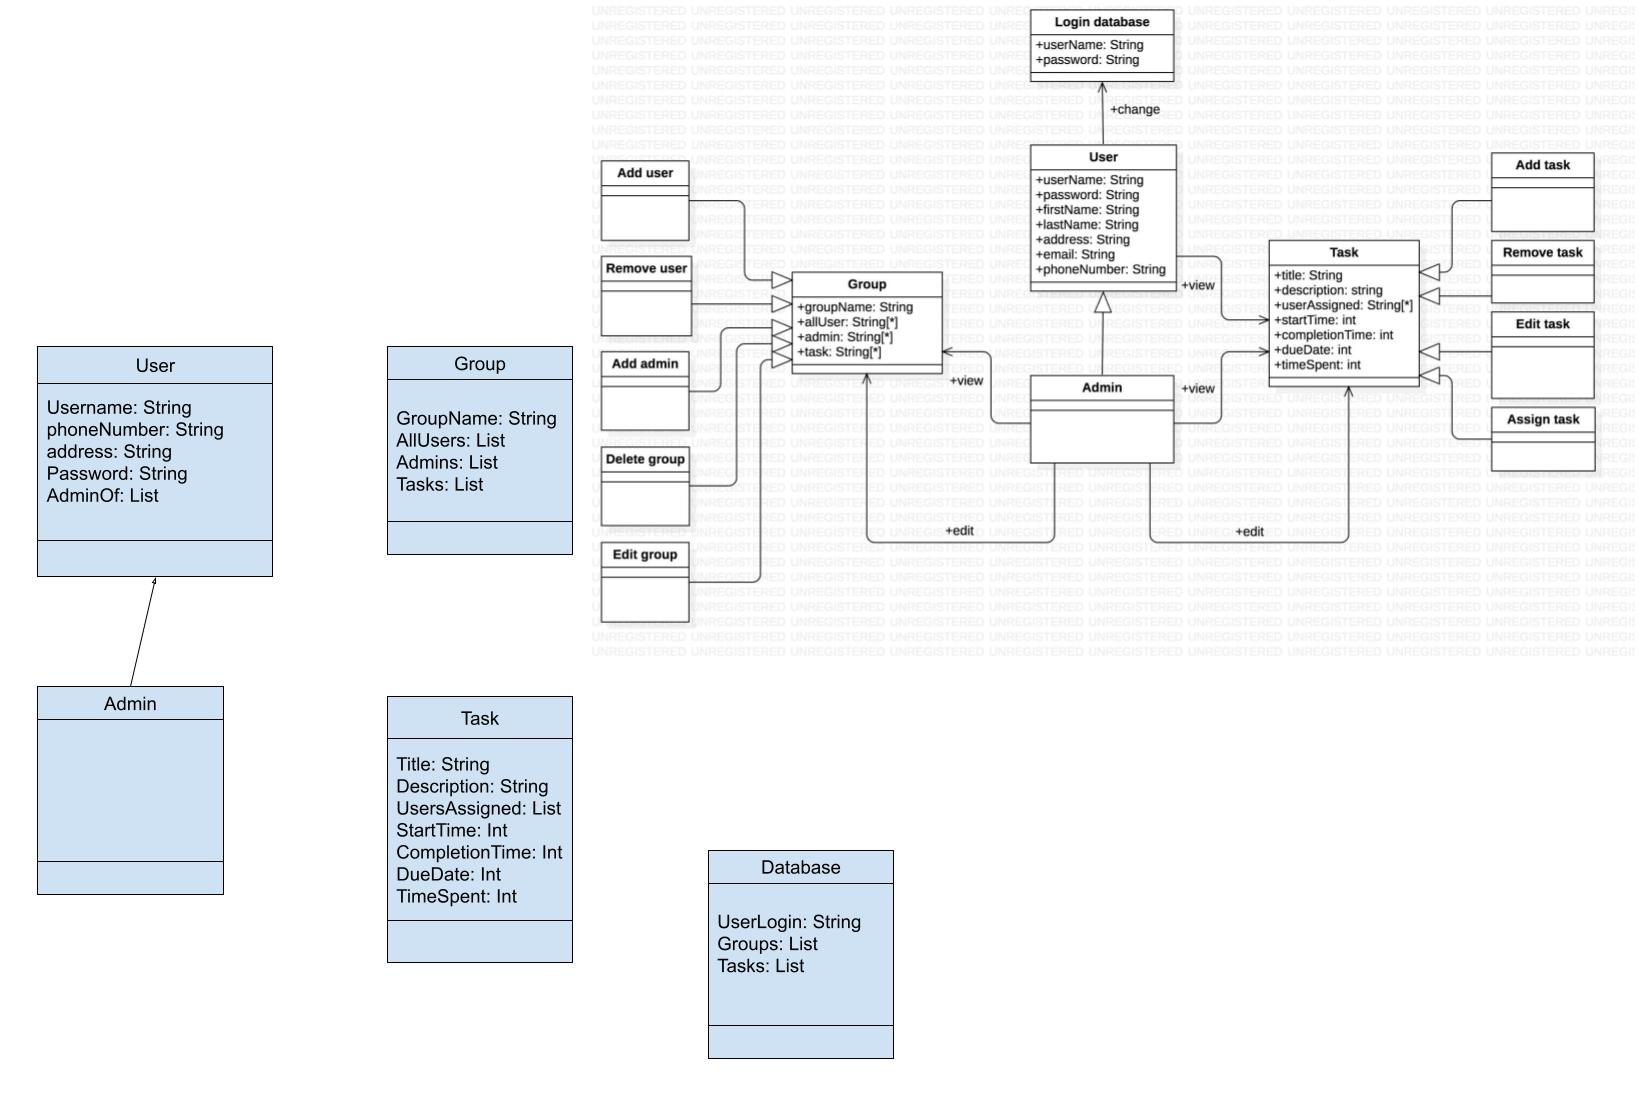 Login database
+userName: String
+password: String
+change
User
+userName: String
+password: String
+firstName: String
+lastName: String
+address: String
+email: String
+phoneNumber: String
Add user
Remove user
Add admin
Delete group
Edit group
Group
+groupName: String
+allUser: String[*]
+admin: String[*]
+task: String[*]
+view
+view
+view
Admin
+edit
+edit
Task
+title: String
+description: string
+userAssigned: String[*]
+startTime: int
+completionTime: int
+dueDate: int
+timeSpent: int
Add task
Remove task
Edit task
Assign task
User
Username: String
phoneNumber: String
address: String
Password: String
AdminOf: List
Group
GroupName: String
AllUsers: List
Admins: List
Tasks: List
Admin
Task
Title: String
Description: String
UsersAssigned: List
StartTime: Int
CompletionTime: Int
DueDate: Int
TimeSpent: Int
Database
UserLogin: String
Groups: List
Tasks: List